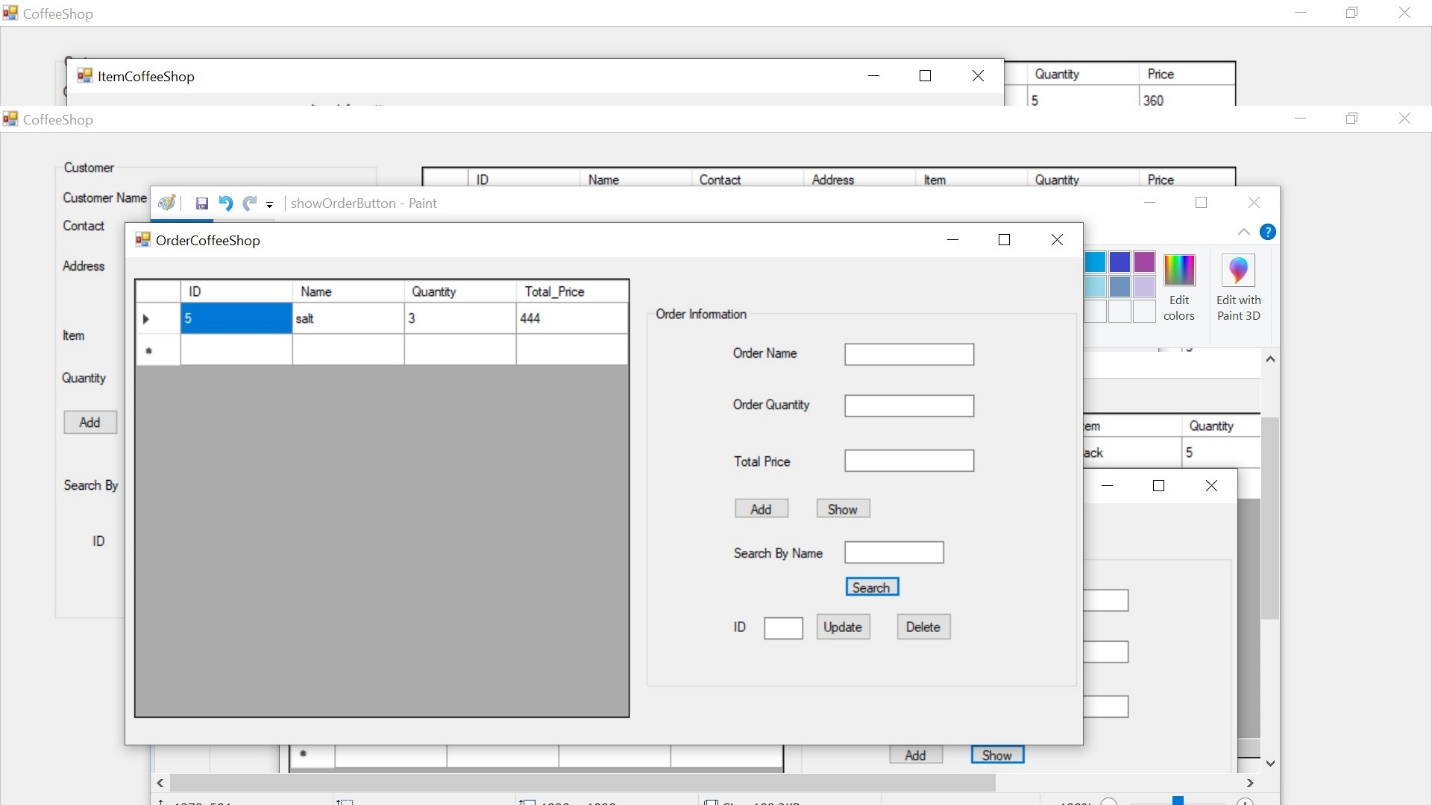 CoffeeShop
ItemCoffeeShop
Quantity Price
5 360
CoffeeShop
Customer
ID Name Contact Address Item Quantity Price
Customer Name
showOrderButton - Paint
Contact
OrderCoffeeShop
Address
ID Name Quantity Total_Price
5 salt 3 444
Order Information
Edit colors
Edit with Paint 3D
Item
Order Name
Quantity
Order Quantity
Add
em Quantity
ack 5
Total Price
Search By
Add Show
ID
Search By Name
Search
ID Update Delete
Add Show